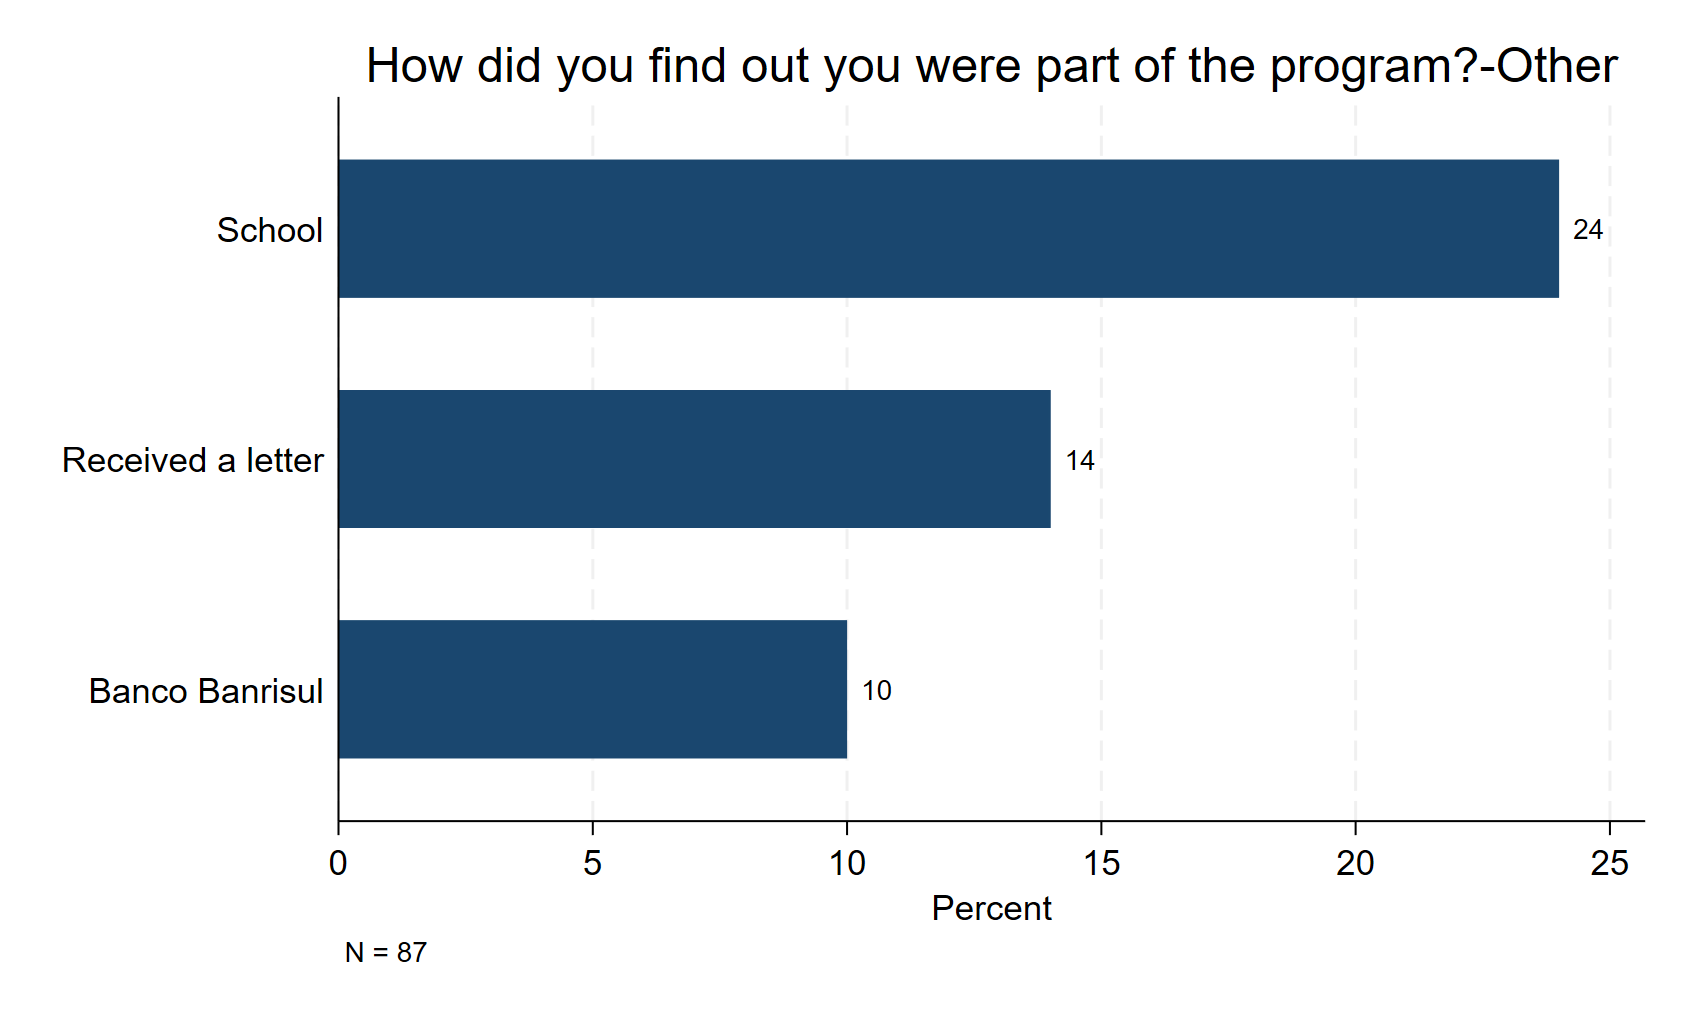 How did you find out you were part of the program?-Other
School
24
Received a letter
14
Banco Banrisul
10
0 5 10 15 20 25
Percent
N = 87